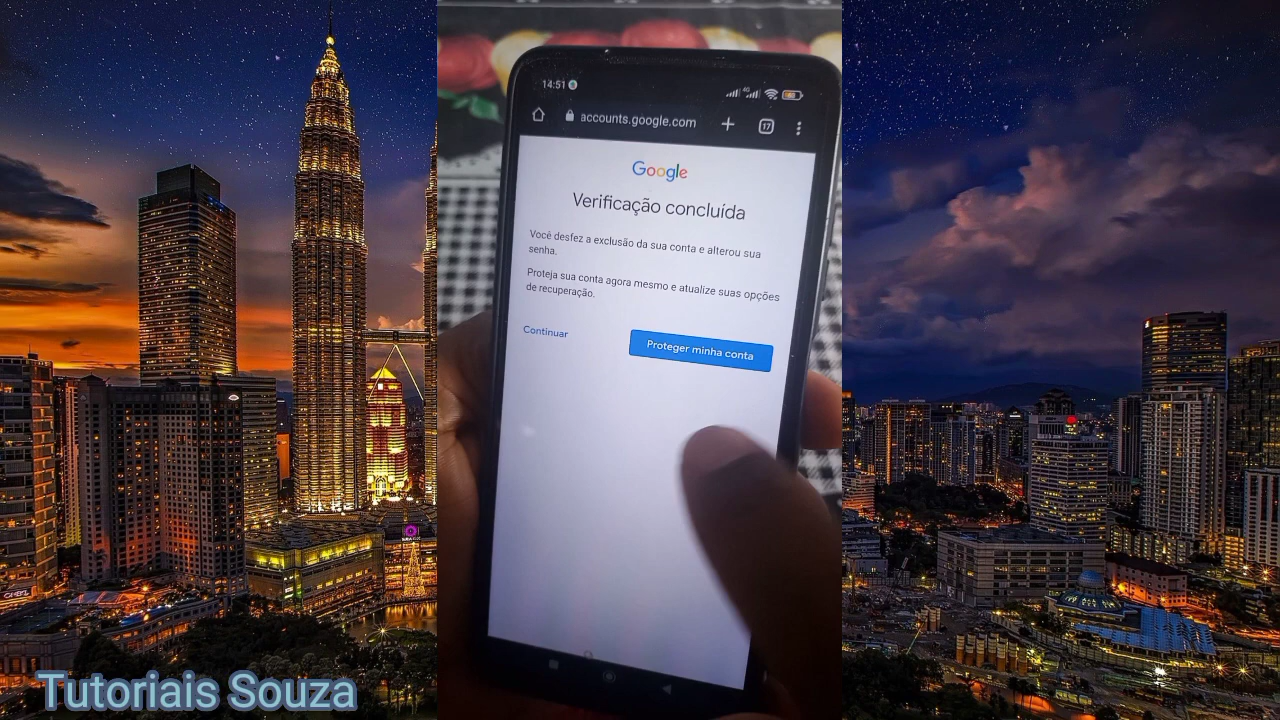 14:51
4G
accounts.google.com
17
Google
Verificação concluída
Você desfez a exclusão da sua conta e alterou sua
senha.
Proteja sua conta agora mesmo e atualize suas opções
de recuperação.
Continuar
Proteger minha conta
Tutoriais Souza